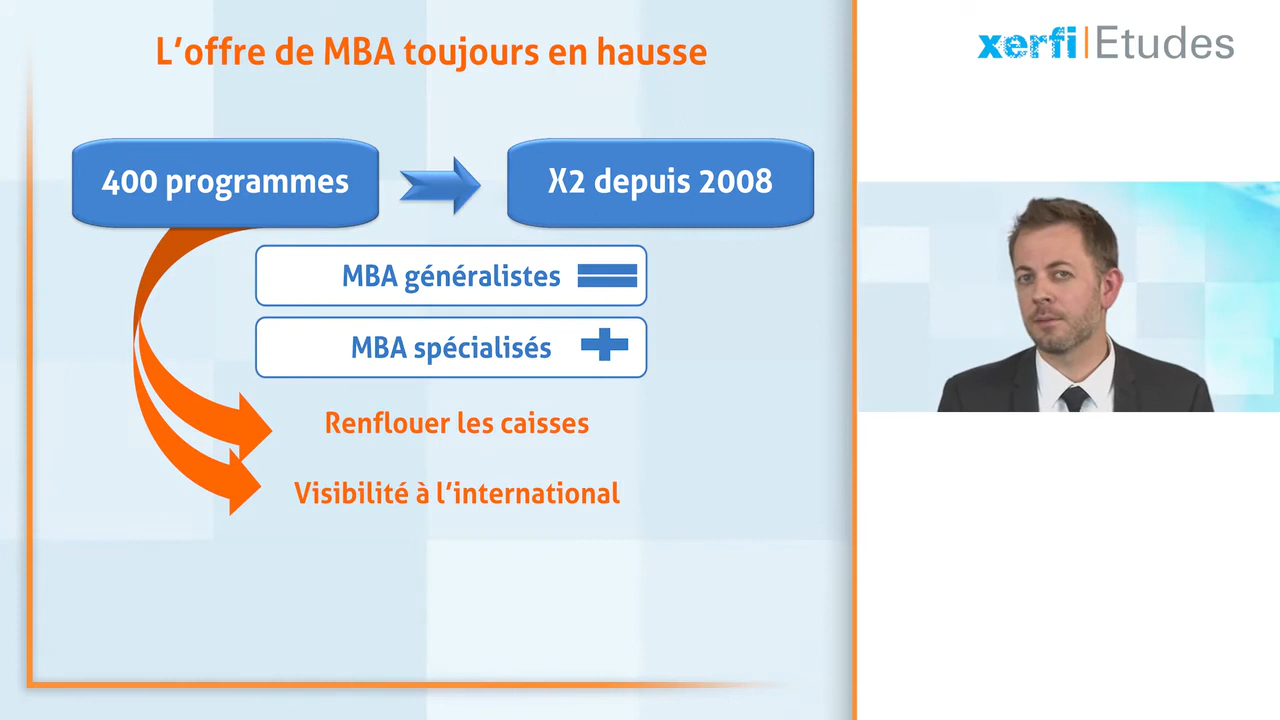 L'offre de MBA toujours en hausse
xerfi | Etudes
400 programmes
X2 depuis 2008
MBA généralistes =
MBA spécialisés +
Renflouer les caisses
Visibilité à l'international